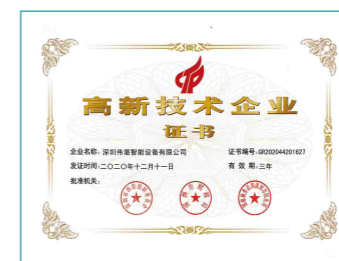 高新技术企业
证书
企业名称：深圳伟潽智能设备有限公司
证书编号：GR202044201627
发证时间：二〇二〇年十二月十一日
有 效 期：三年
批准机关：